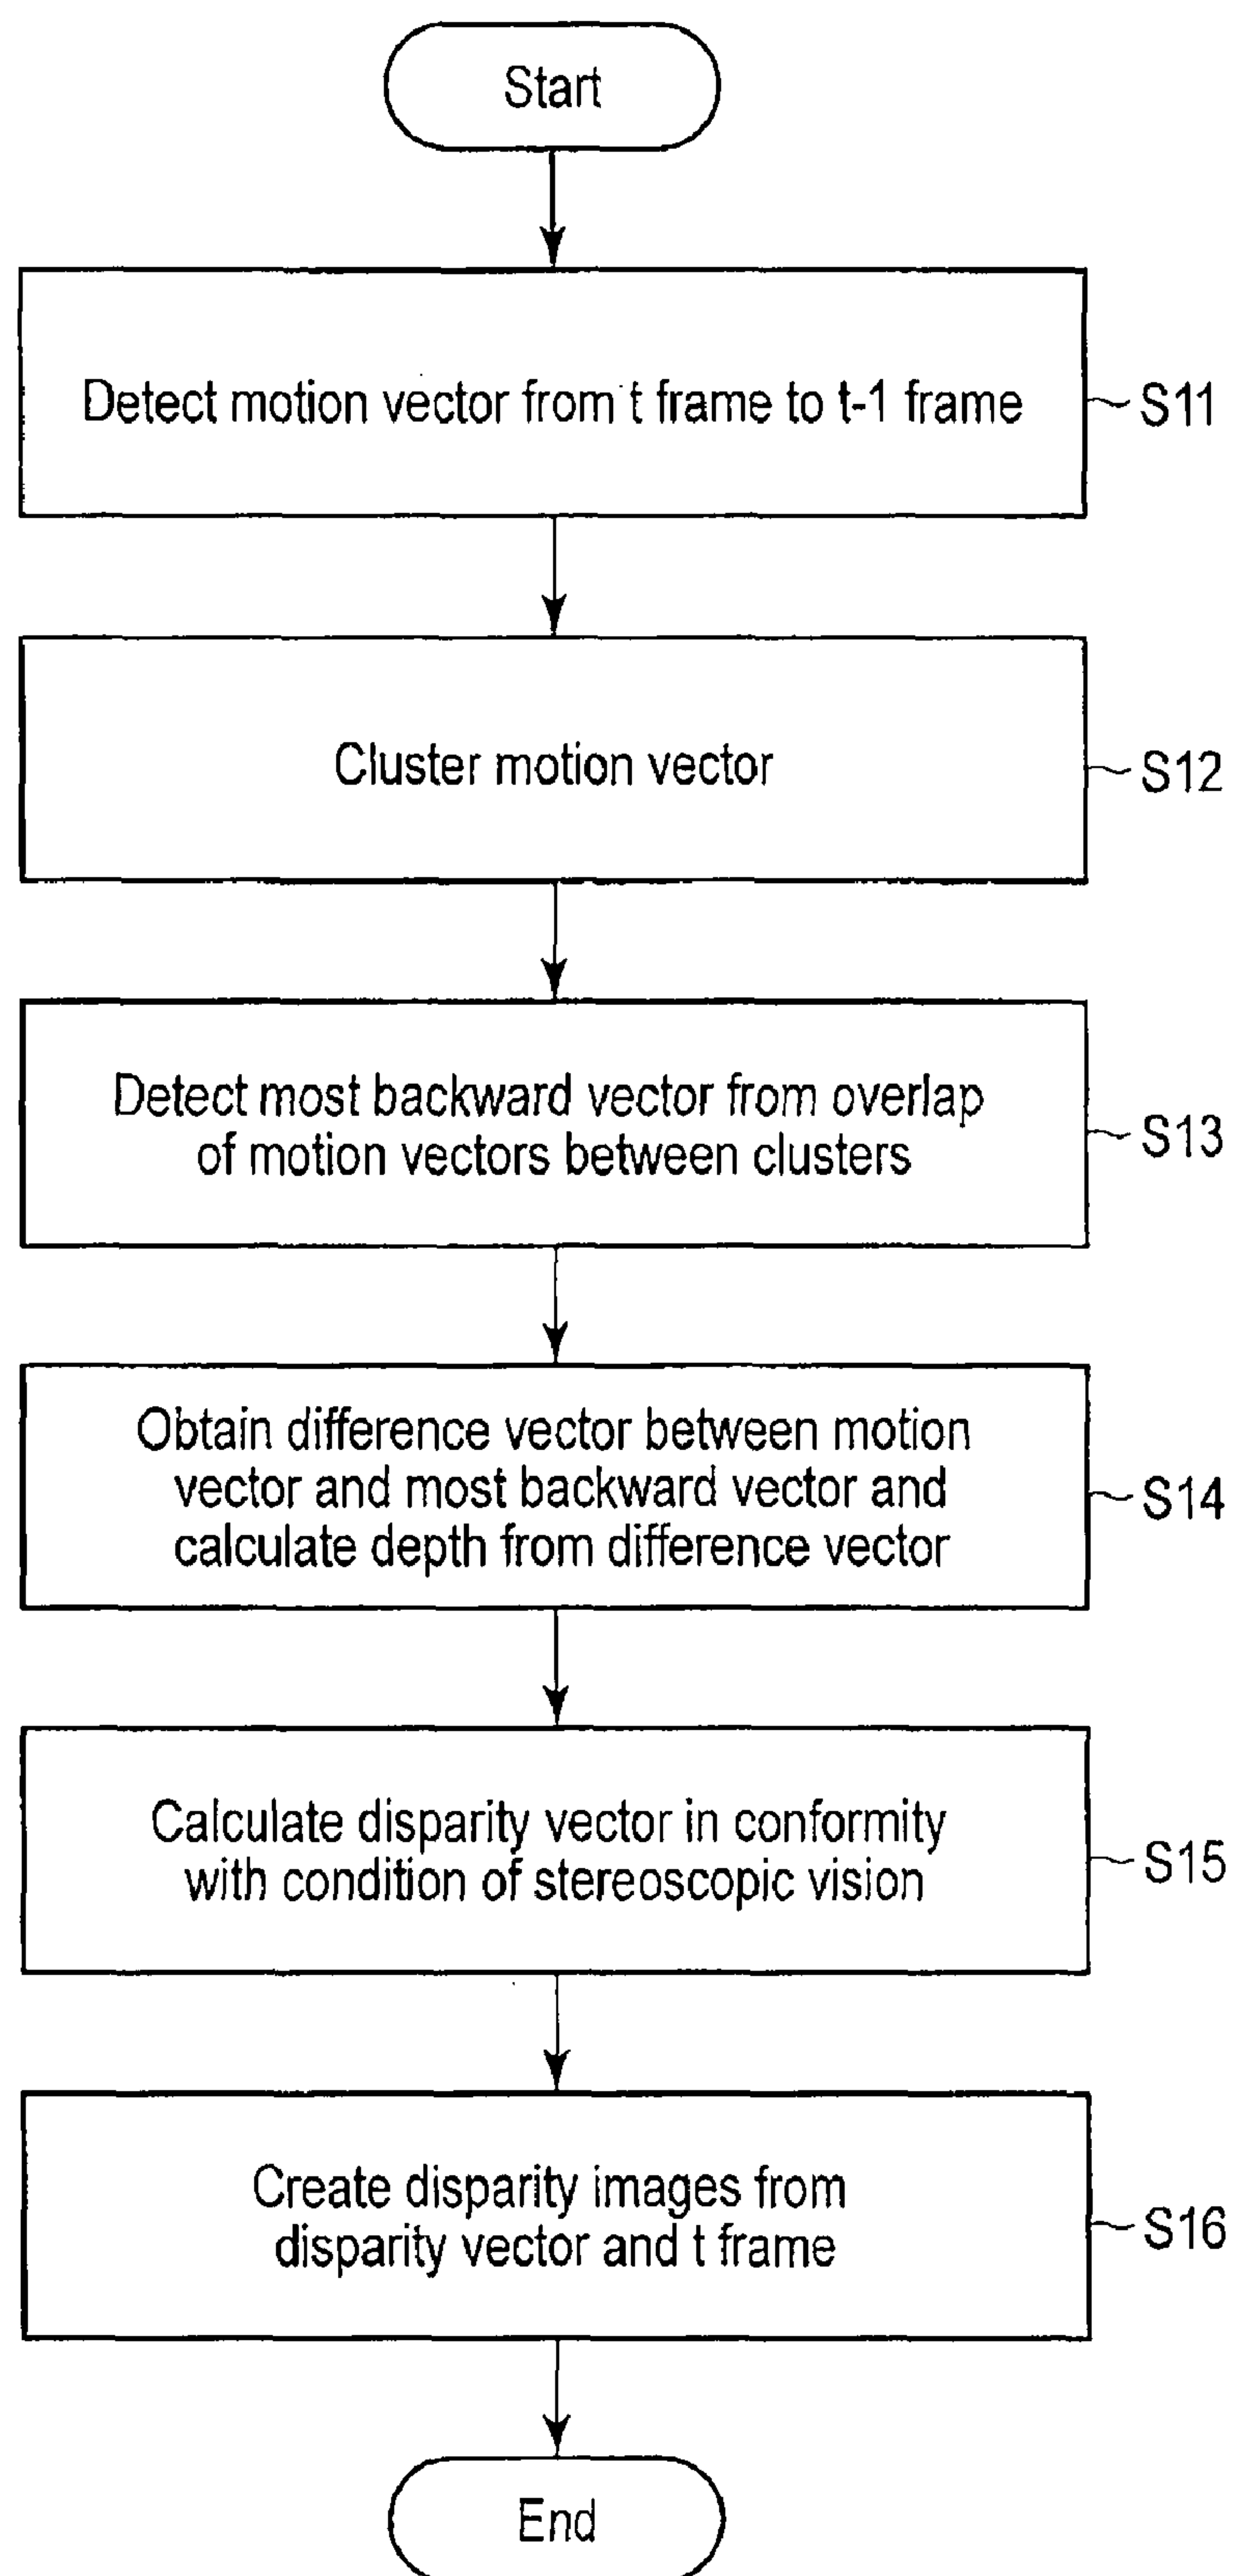 Start
Detect motion vector from t frame to t-1 frame
S11
Cluster motion vector
S12
Detect most backward vector from overlap
of motion vectors between clusters
S13
Obtain difference vector between motion
vector and most backward vector and
calculate depth from difference vector
S14
Calculate disparity vector in conformity
with condition of stereoscopic vision
S15
Create disparity images from
disparity vector and t frame
S16
End